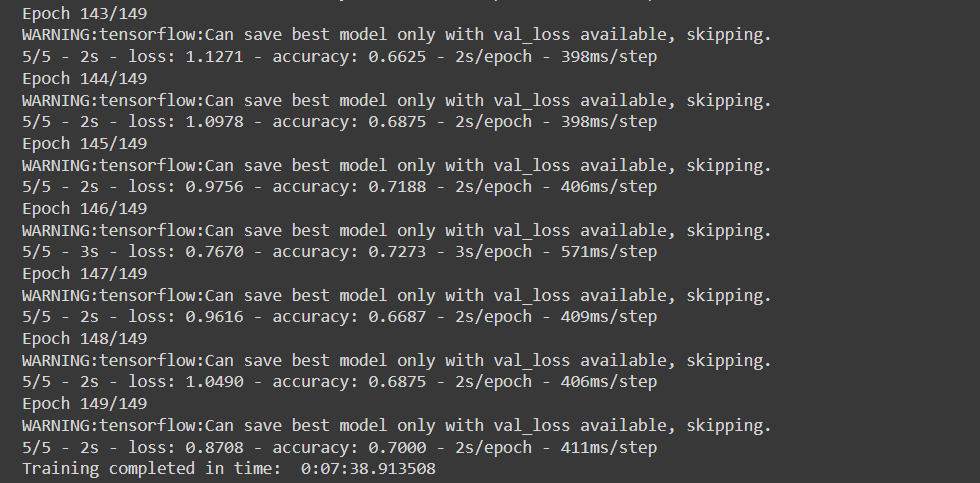 Epoch 143/149
WARNING:tensorflow:Can save best model only with val_loss available, skipping.
5/5 - 2s - loss: 1.1271 - accuracy: 0.6625 - 2s/epoch - 398ms/step
Epoch 144/149
WARNING:tensorflow:Can save best model only with val_loss available, skipping.
5/5 - 2s - loss: 1.0978 - accuracy: 0.6875 - 2s/epoch - 398ms/step
Epoch 145/149
WARNING:tensorflow:Can save best model only with val_loss available, skipping.
5/5 - 2s - loss: 0.9756 - accuracy: 0.7188 - 2s/epoch - 406ms/step
Epoch 146/149
WARNING:tensorflow:Can save best model only with val_loss available, skipping.
5/5 - 3s - loss: 0.7670 - accuracy: 0.7273 - 3s/epoch - 571ms/step
Epoch 147/149
WARNING:tensorflow:Can save best model only with val_loss available, skipping.
5/5 - 2s - loss: 0.9616 - accuracy: 0.6687 - 2s/epoch - 409ms/step
Epoch 148/149
WARNING:tensorflow:Can save best model only with val_loss available, skipping.
5/5 - 2s - loss: 1.0490 - accuracy: 0.6875 - 2s/epoch - 406ms/step
Epoch 149/149
WARNING:tensorflow:Can save best model only with val_loss available, skipping.
5/5 - 2s - loss: 0.8708 - accuracy: 0.7000 - 2s/epoch - 411ms/step
Training completed in time:  0:07:38.913508